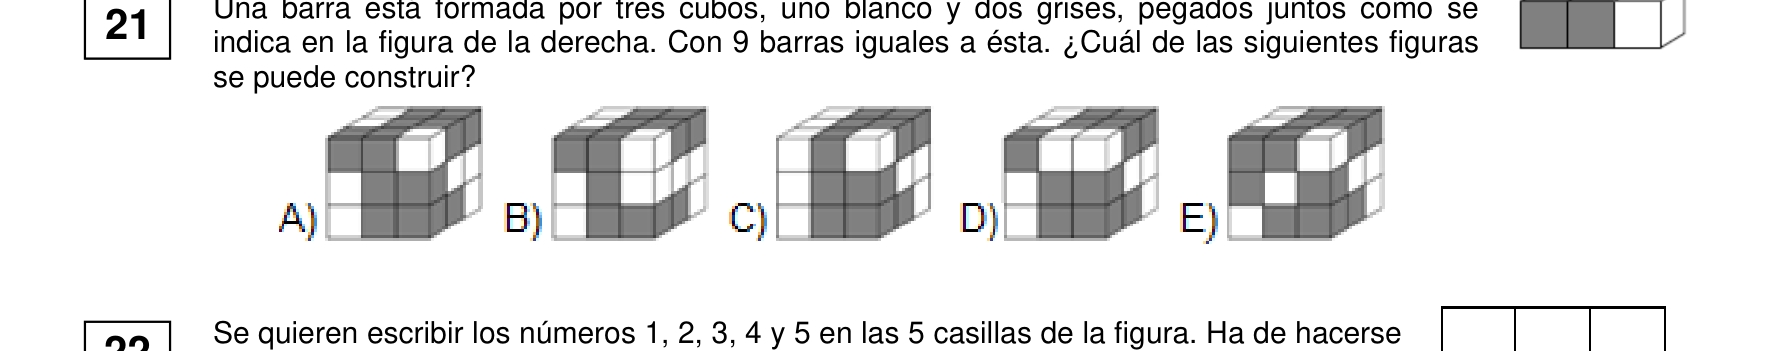 21
Una barra está formada por tres cubos, uno blanco y dos grises, pegados juntos como se
indica en la figura de la derecha. Con 9 barras iguales a ésta. ¿Cuál de las siguientes figuras
se puede construir?
A) B) C) D) E)
22
Se quieren escribir los números 1, 2, 3, 4 y 5 en las 5 casillas de la figura. Ha de hacerse